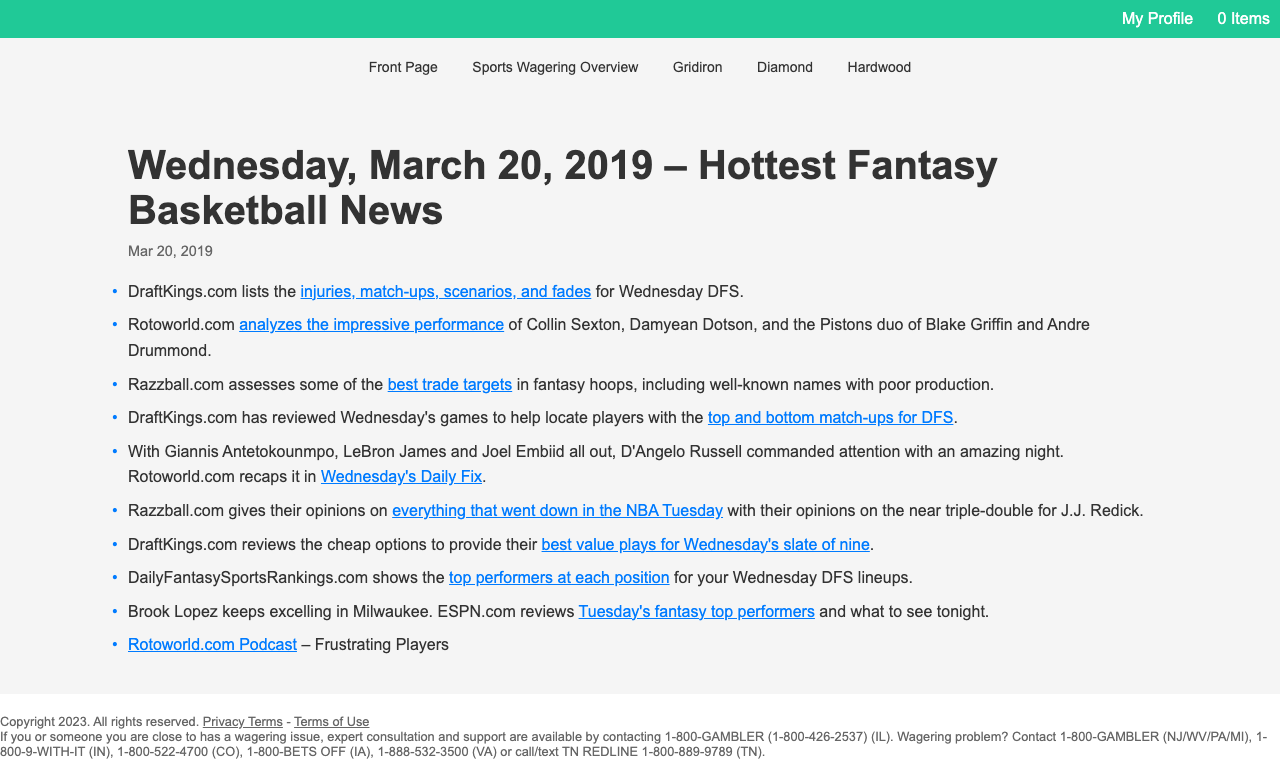 My Profile 0 Items
Front Page Sports Wagering Overview Gridiron Diamond Hardwood
Wednesday, March 20, 2019 – Hottest Fantasy
Basketball News
Mar 20, 2019
• DraftKings.com lists the injuries, match-ups, scenarios, and fades for Wednesday DFS.
• Rotoworld.com analyzes the impressive performance of Collin Sexton, Damyean Dotson, and the Pistons duo of Blake Griffin and Andre
Drummond.
• Razzball.com assesses some of the best trade targets in fantasy hoops, including well-known names with poor production.
• DraftKings.com has reviewed Wednesday's games to help locate players with the top and bottom match-ups for DFS.
• With Giannis Antetokounmpo, LeBron James and Joel Embiid all out, D'Angelo Russell commanded attention with an amazing night.
Rotoworld.com recaps it in Wednesday's Daily Fix.
• Razzball.com gives their opinions on everything that went down in the NBA Tuesday with their opinions on the near triple-double for J.J. Redick.
• DraftKings.com reviews the cheap options to provide their best value plays for Wednesday's slate of nine.
• DailyFantasySportsRankings.com shows the top performers at each position for your Wednesday DFS lineups.
• Brook Lopez keeps excelling in Milwaukee. ESPN.com reviews Tuesday's fantasy top performers and what to see tonight.
• Rotoworld.com Podcast – Frustrating Players
Copyright 2023. All rights reserved. Privacy Terms - Terms of Use
If you or someone you are close to has a wagering issue, expert consultation and support are available by contacting 1-800-GAMBLER (1-800-426-2537) (IL). Wagering problem? Contact 1-800-GAMBLER (NJ/WV/PA/MI), 1-
800-9-WITH-IT (IN), 1-800-522-4700 (CO), 1-800-BETS OFF (IA), 1-888-532-3500 (VA) or call/text TN REDLINE 1-800-889-9789 (TN).